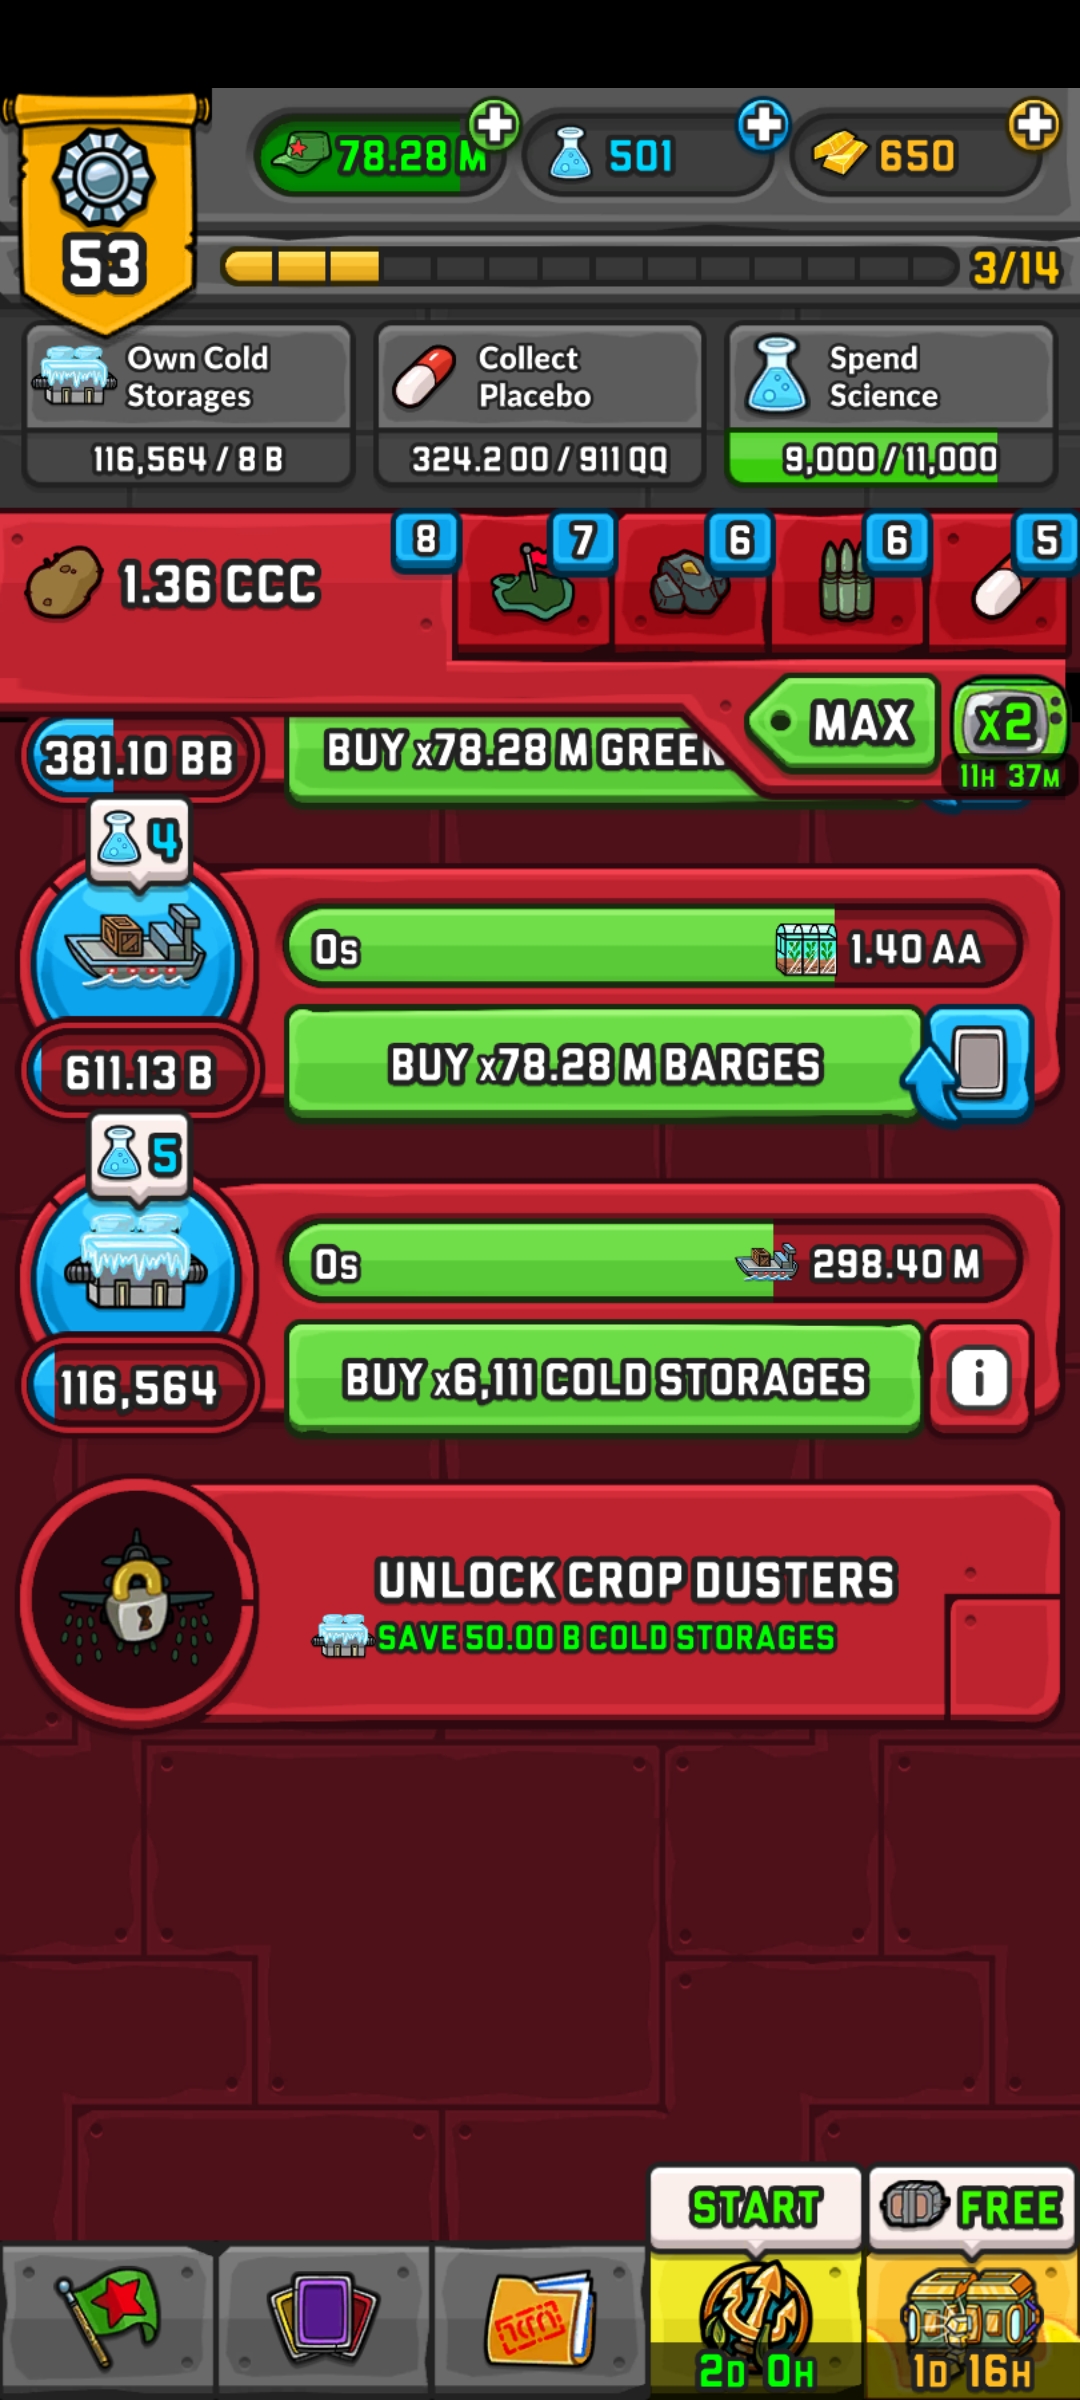 78.28 M
501
650
53
3/14
Own Cold
Storages
116,564 / 8 B
Collect
Placebo
324.2 OO / 911 QQ
Spend
Science
9,000 / 11,000
1.36 CCC
8
7
6
6
5
MAX
x2
11H 37M
381.10 BB
BUY x78.28 M GREEN
4
0s
1.40 AA
611.13 B
BUY x78.28 M BARGES
5
0s
298.40 M
116,564
BUY x6,111 COLD STORAGES
i
UNLOCK CROP DUSTERS
SAVE 50.00 B COLD STORAGES
START
FREE
2D 0H
1D 16H